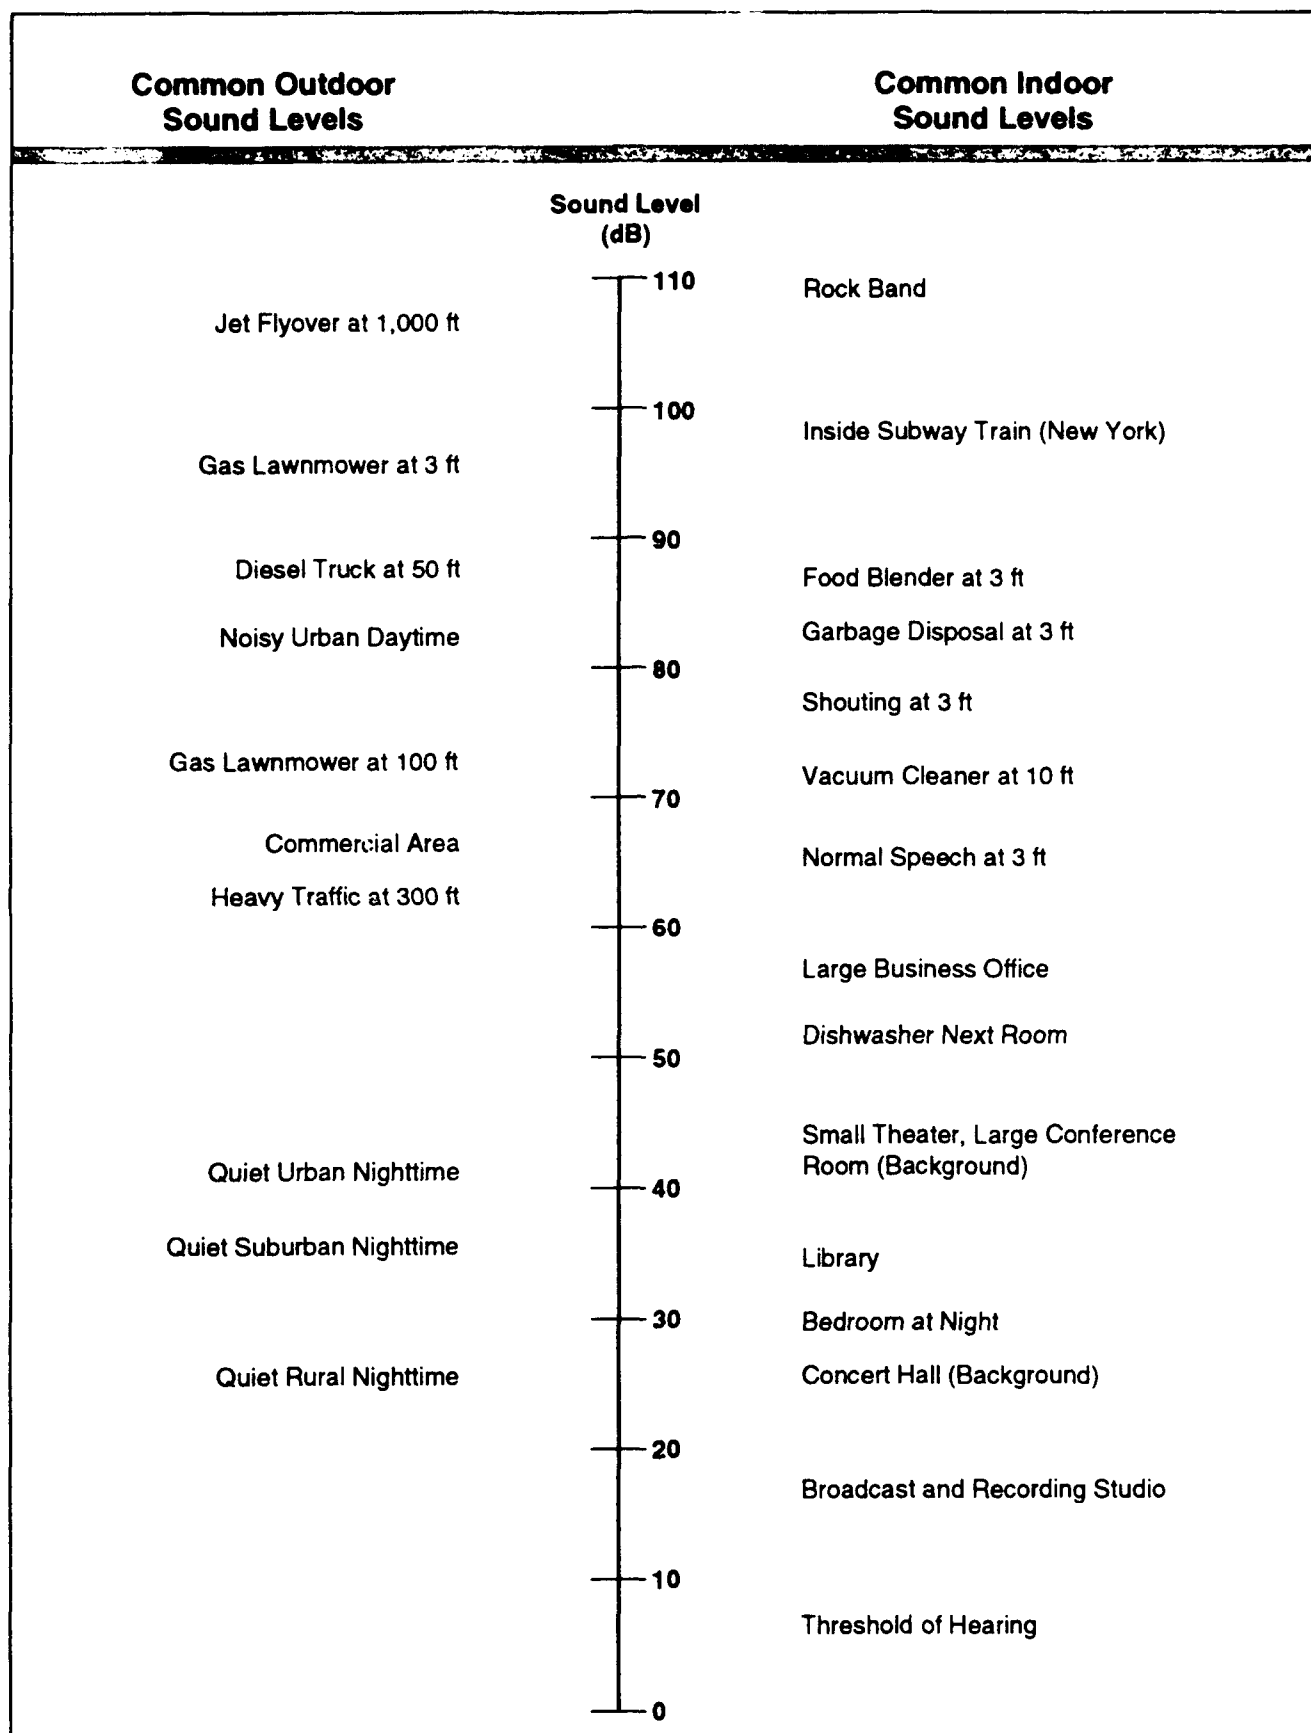 Common Outdoor
Sound Levels
Common Indoor
Sound Levels
Sound Level
(dB)
110
Rock Band
Jet Flyover at 1,000 ft
100
Inside Subway Train (New York)
Gas Lawnmower at 3 ft
90
Diesel Truck at 50 ft
Food Blender at 3 ft
Noisy Urban Daytime
Garbage Disposal at 3 ft
80
Shouting at 3 ft
Gas Lawnmower at 100 ft
Vacuum Cleaner at 10 ft
70
Commercial Area
Normal Speech at 3 ft
Heavy Traffic at 300 ft
60
Large Business Office
Dishwasher Next Room
50
Small Theater, Large Conference
Room (Background)
Quiet Urban Nighttime
40
Quiet Suburban Nighttime
Library
30
Bedroom at Night
Quiet Rural Nighttime
Concert Hall (Background)
20
Broadcast and Recording Studio
10
Threshold of Hearing
0